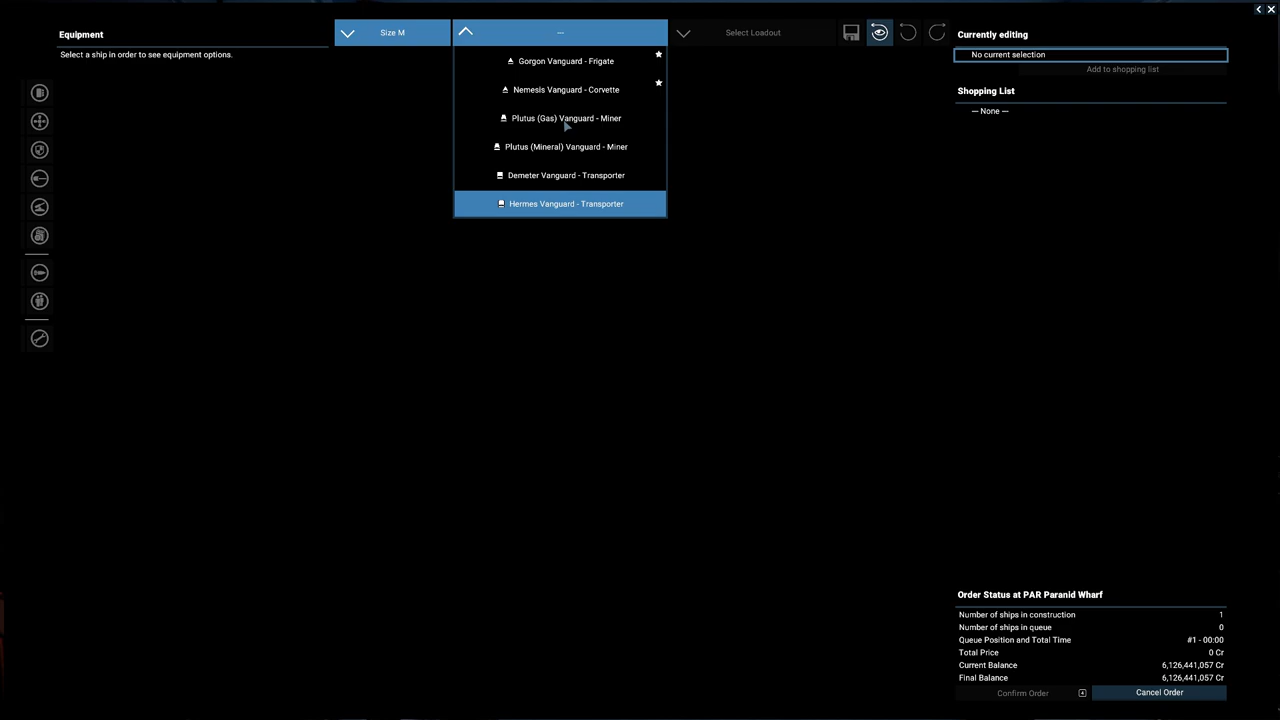 Equipment
Select a ship in order to see equipment options.
Size M
---
Select Loadout
Gorgon Vanguard - Frigate
Nemesis Vanguard - Corvette
Plutus (Gas) Vanguard - Miner
Plutus (Mineral) Vanguard - Miner
Demeter Vanguard - Transporter
Hermes Vanguard - Transporter
Currently editing
No current selection
Add to shopping list
Shopping List
--- None ---
Order Status at PAR Paranid Wharf
Number of ships in construction 1
Number of ships in queue 0
Queue Position and Total Time #1 - 00:00
Total Price 0 Cr
Current Balance 6,126,441,057 Cr
Final Balance 6,126,441,057 Cr
Confirm Order
Cancel Order